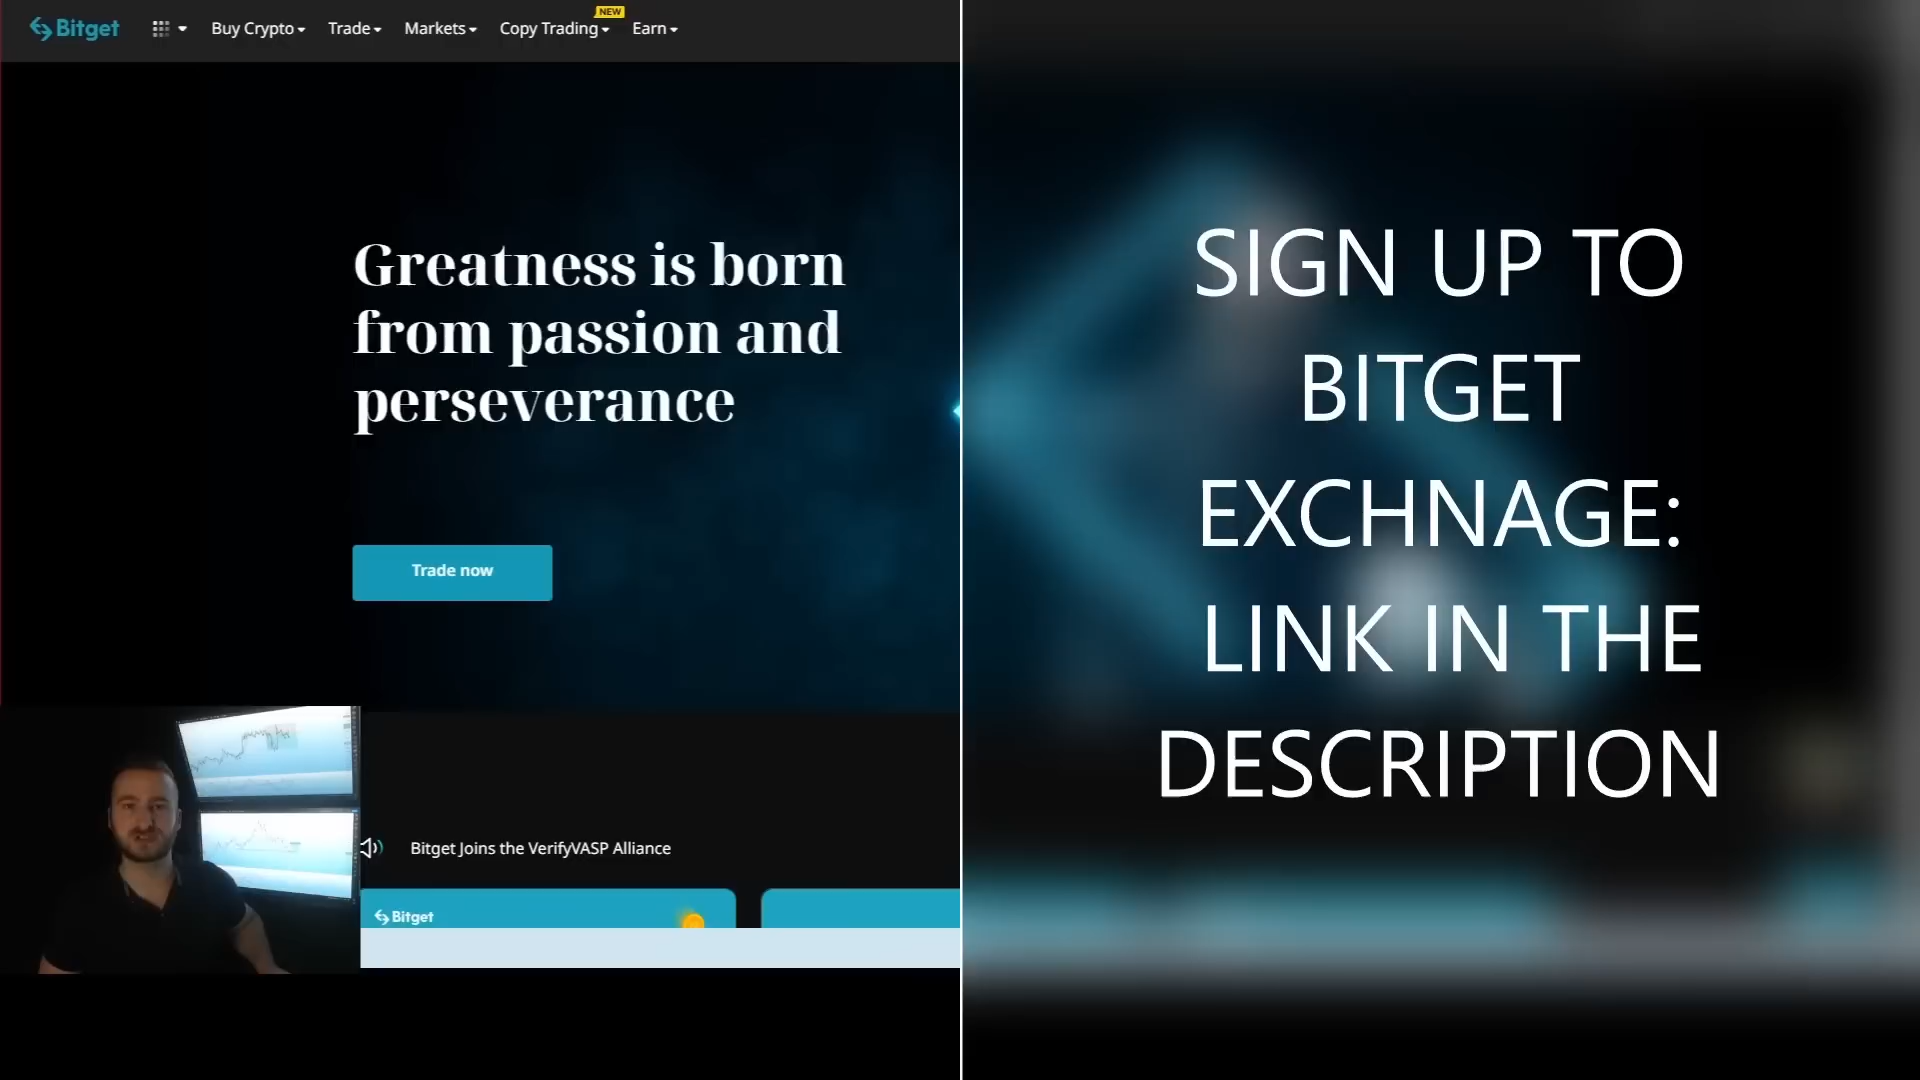 Bitget
Buy Crypto
Trade
Markets
Copy Trading
NEW
Earn
Greatness is born
from passion and
perseverance
Trade now
Bitget Joins the VerifyVASP Alliance
Bitget
SIGN UP TO
BITGET
EXCHNAGE:
LINK IN THE
DESCRIPTION